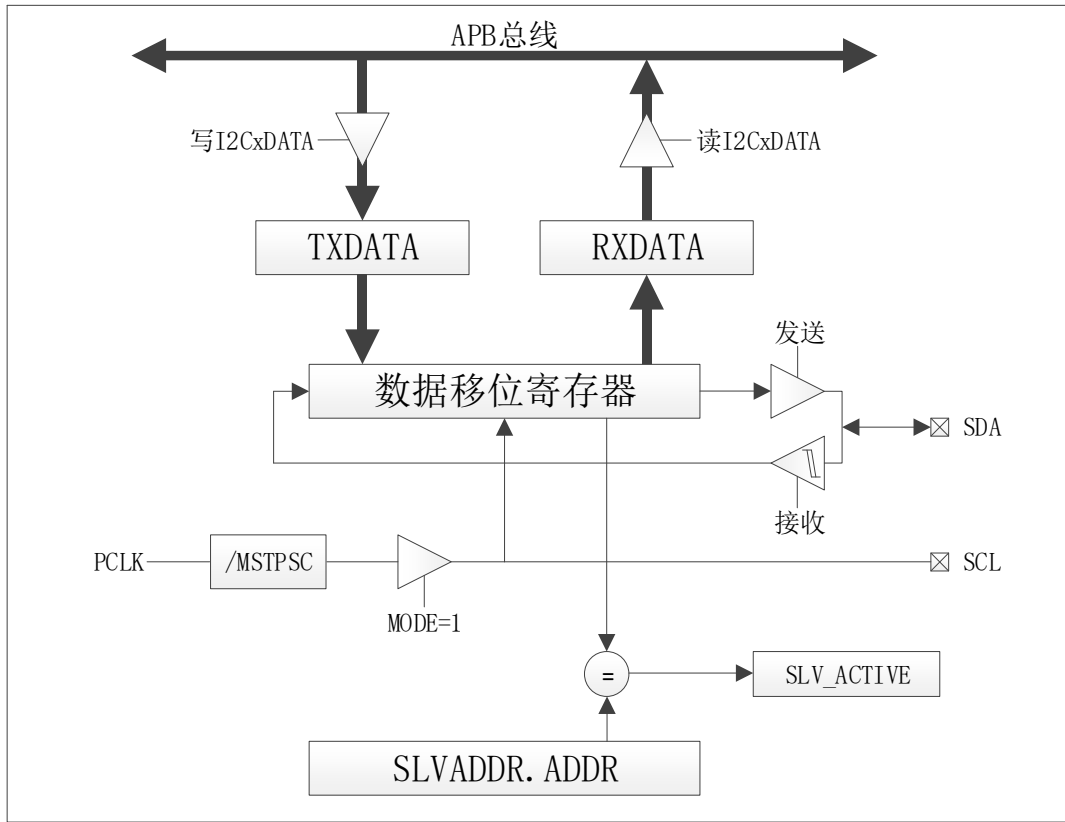 APB总线
写I2CxDATA
读I2CxDATA
TXDATA
RXDATA
发送
数据移位寄存器
SDA
接收
PCLK
/MSTPSC
SCL
MODE=1
=
SLV_ACTIVE
SLVADDR.ADDR